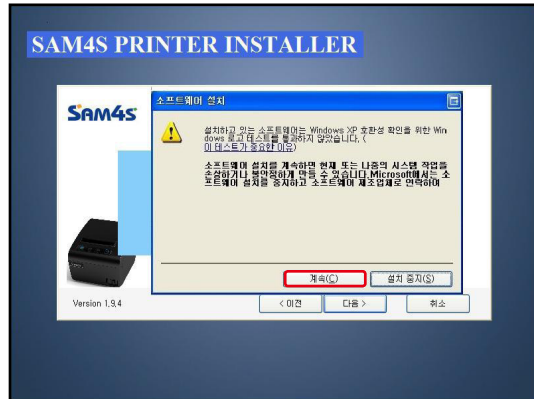 SAM4S PRINTER INSTALLER
SAM4S
소프트웨어 설치
설치하고 있는 소프트웨어는 Windows XP 호환성 확인을 위한 Win
dows 로고 테스트를 통과하지 않았습니다. (
이 테스트가 중요한 이유)
소프트웨어 설치를 계속하면 현재 또는 나중의 시스템 작업을
손상하거나 불안정하게 만들 수 있습니다.Microsoft에서는 소
프트웨어 설치를 중지하고 소프트웨어 제조업체로 연락하여
계속(C)
설치 중지(S)
Version 1.9.4
< 이전
다음 >
취소